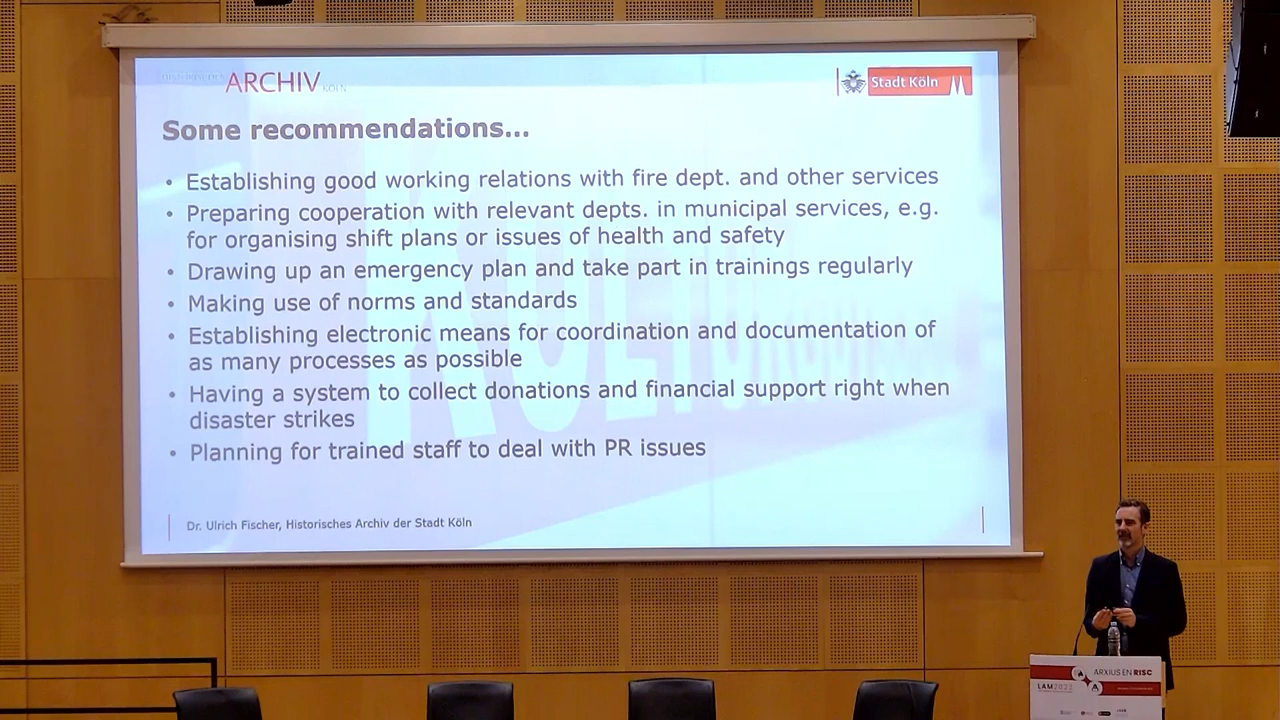 HISTORISCHES ARCHIV KÖLN
Stadt Köln
Some recommendations...
• Establishing good working relations with fire dept. and other services
• Preparing cooperation with relevant depts. in municipal services, e.g.
for organising shift plans or issues of health and safety
• Drawing up an emergency plan and take part in trainings regularly
• Making use of norms and standards
• Establishing electronic means for coordination and documentation of
as many processes as possible
• Having a system to collect donations and financial support right when
disaster strikes
• Planning for trained staff to deal with PR issues
Dr. Ulrich Fischer, Historisches Archiv der Stadt Köln
ARXIUS EN RISC
LAM2022